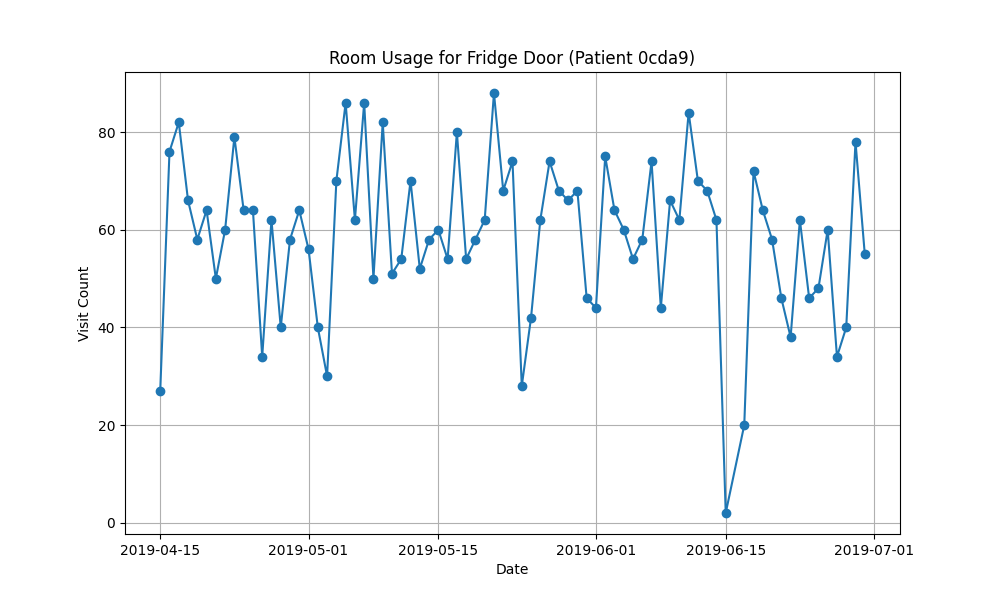 Room Usage for Fridge Door (Patient 0cda9)
Visit Count
80
60
40
20
0
2019-04-15 2019-05-01 2019-05-15 2019-06-01 2019-06-15 2019-07-01
Date